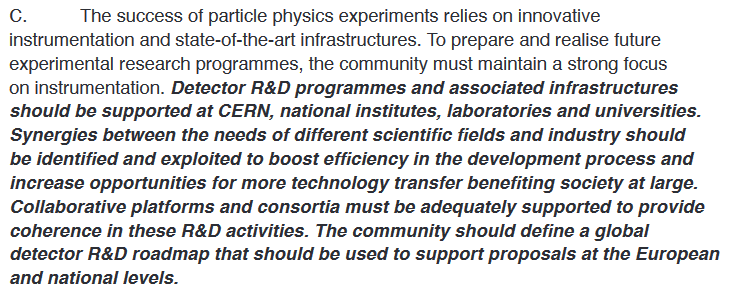 C. The success of particle physics experiments relies on innovative
instrumentation and state-of-the-art infrastructures. To prepare and realise future
experimental research programmes, the community must maintain a strong focus
on instrumentation. Detector R&D programmes and associated infrastructures
should be supported at CERN, national institutes, laboratories and universities.
Synergies between the needs of different scientific fields and industry should
be identified and exploited to boost efficiency in the development process and
increase opportunities for more technology transfer benefiting society at large.
Collaborative platforms and consortia must be adequately supported to provide
coherence in these R&D activities. The community should define a global
detector R&D roadmap that should be used to support proposals at the European
and national levels.